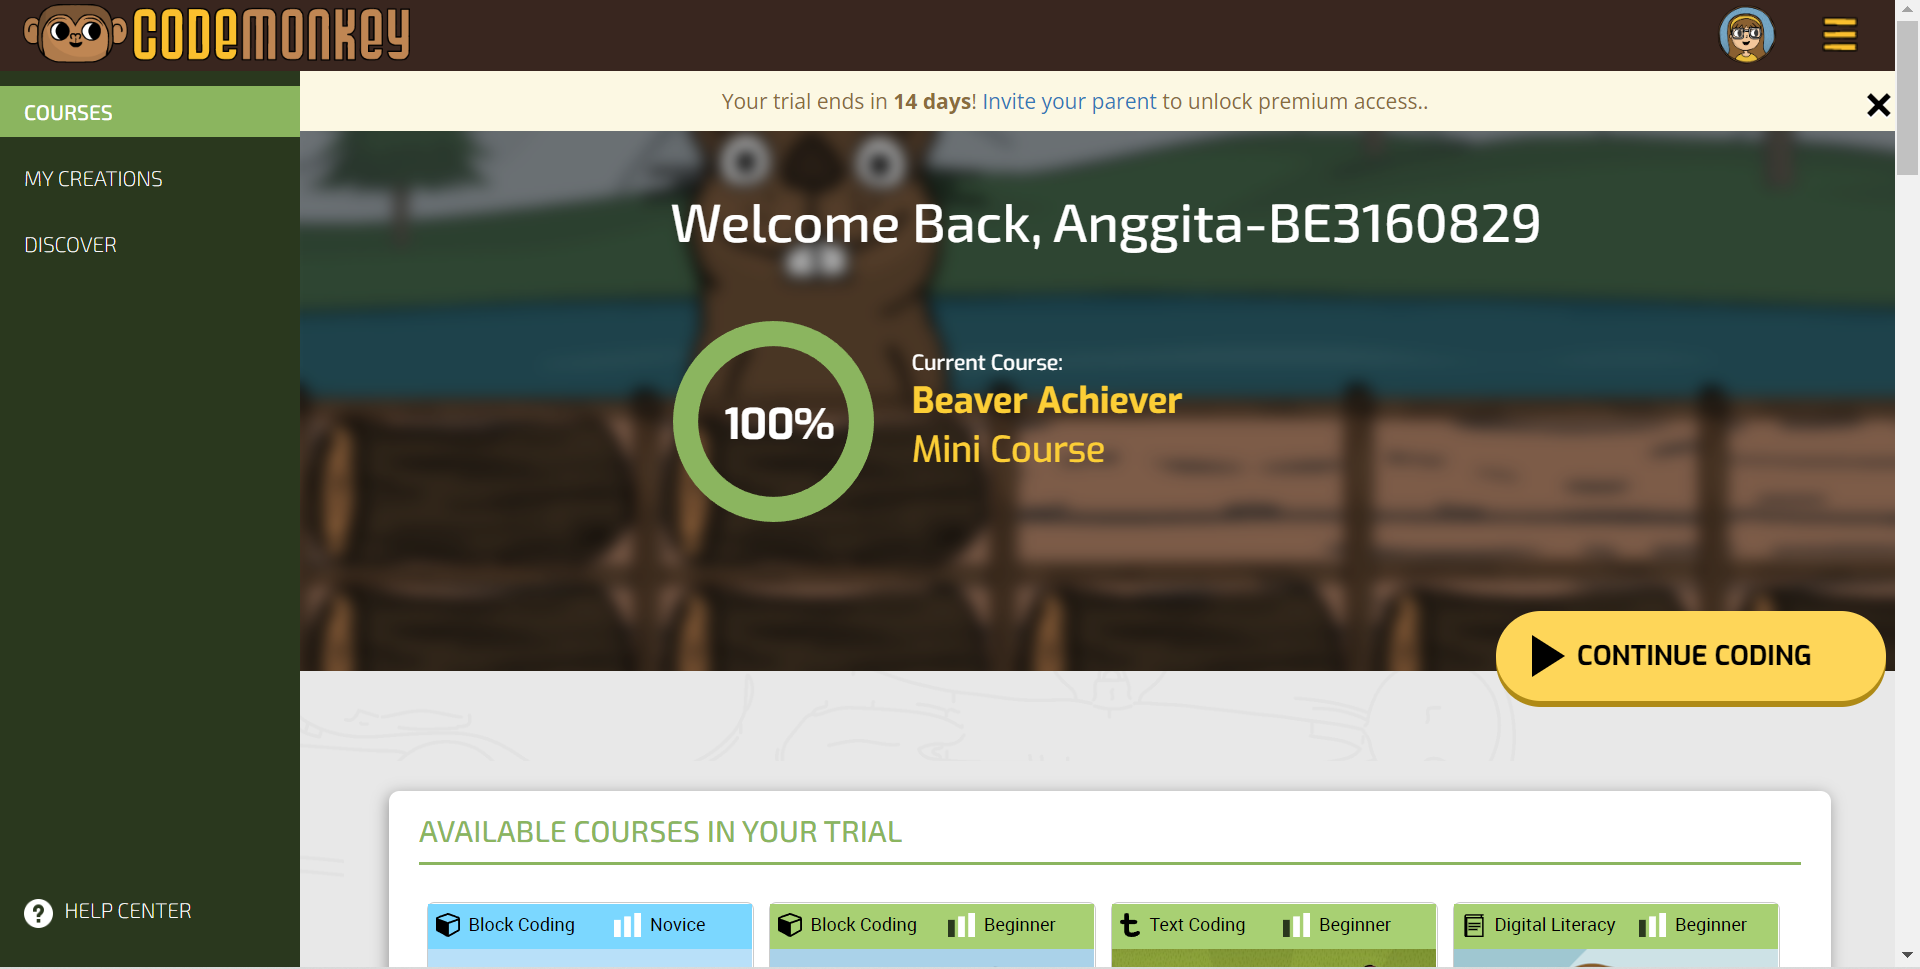 CODEMONKEY
COURSES
MY CREATIONS
DISCOVER
HELP CENTER
Your trial ends in 14 days! Invite your parent to unlock premium access..
Welcome Back, Anggita-BE3160829
100%
Current Course:
Beaver Achiever
Mini Course
CONTINUE CODING
AVAILABLE COURSES IN YOUR TRIAL
Block Coding Novice
Block Coding Beginner
Text Coding Beginner
Digital Literacy Beginner